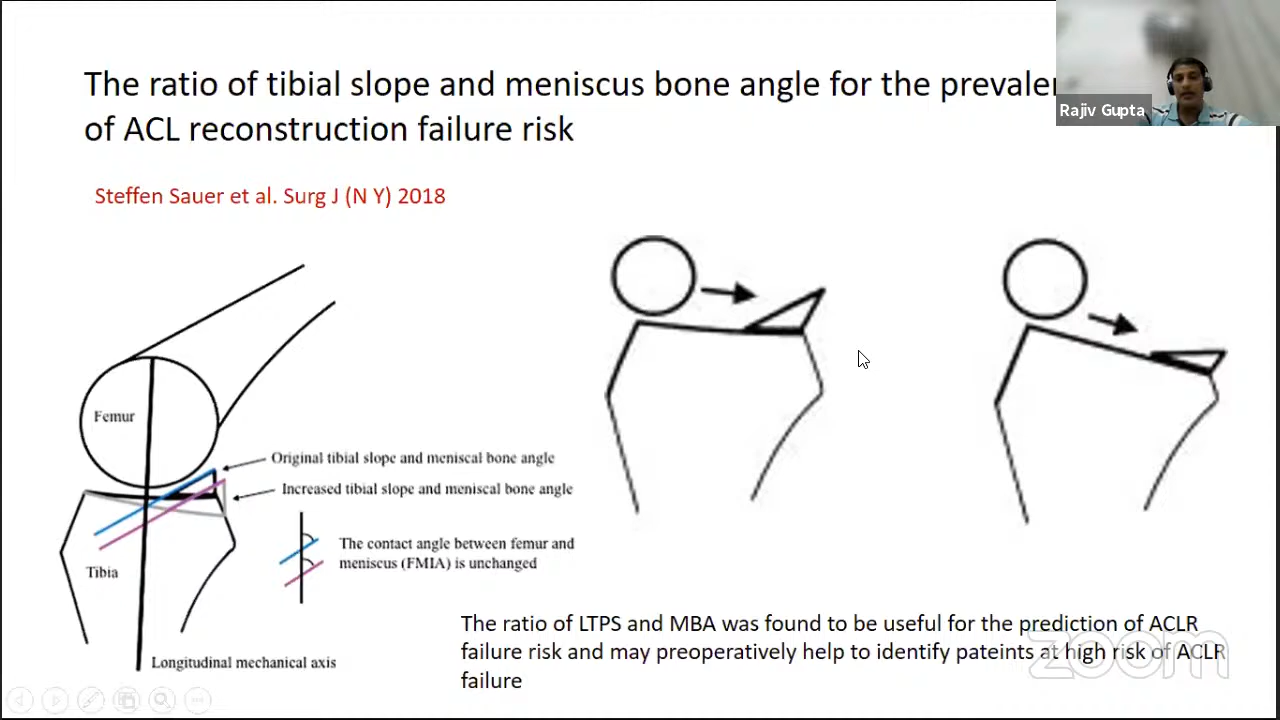 The ratio of tibial slope and meniscus bone angle for the prevalen
of ACL reconstruction failure risk
Rajiv Gupta
Steffen Sauer et al. Surg J (N Y) 2018
Femur
Original tibial slope and meniscal bone angle
Increased tibial slope and meniscal bone angle
The contact angle between femur and
meniscus (FMIA) is unchanged
Tibia
Longitudinal mechanical axis
The ratio of LTPS and MBA was found to be useful for the prediction of ACLR
failure risk and may preoperatively help to identify pateints at high risk of ACLR
failure
zoom